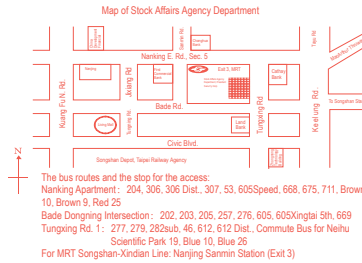 Map of Stock Affairs Agency Department
Changhua
Bank
Nanking E. Rd., Sec. 5
Exit 3, MRT
Cathay
Bank
Kuang Fu N. Rd.
Jixiang Rd.
Bade Rd.
Tungxing Rd
Keelung Rd.
To Songshan Sta
Land
Bank
Civic Blvd.
Songshan Depot, Taipei Railway Agency
N
The bus routes and the stop for the access:
Nanking Apartment : 204, 306, 306 Dist., 307, 53, 605Speed, 668, 675, 711, Brown
10, Brown 9, Red 25
Bade Dongning Intersection : 202, 203, 205, 257, 276, 605, 605Xingtai 5th, 669
Tungxing Rd. 1: 277, 279, 282sub, 46, 612, 612 Dist., Commute Bus for Neihu
Scientific Park 19, Blue 10, Blue 26
For MRT Songshan-Xindian Line: Nanjing Sanmin Station (Exit 3)